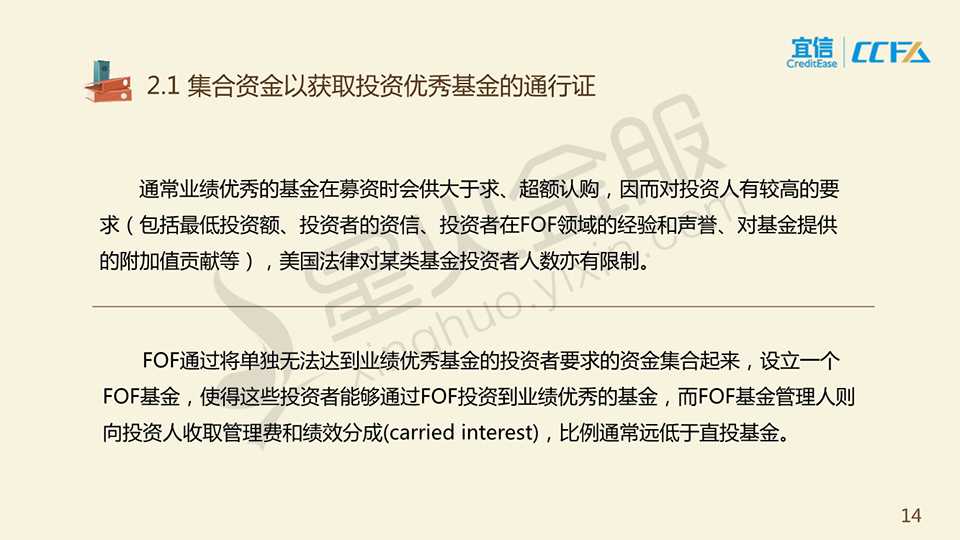 宜信
CreditEase
CCFA
2.1 集合资金以获取投资优秀基金的通行证
通常业绩优秀的基金在募资时会供大于求、超额认购，因而对投资人有较高的要
求（包括最低投资额、投资者的资信、投资者在FOF领域的经验和声誉、对基金提供
的附加值贡献等），美国法律对某类基金投资者人数亦有限制。
FOF通过将单独无法达到业绩优秀基金的投资者要求的资金集合起来，设立一个
FOF基金，使得这些投资者能够通过FOF投资到业绩优秀的基金，而FOF基金管理人则
向投资人收取管理费和绩效分成(carried interest)，比例通常远低于直投基金。
星火金服
xinghuo.yixin.com
14